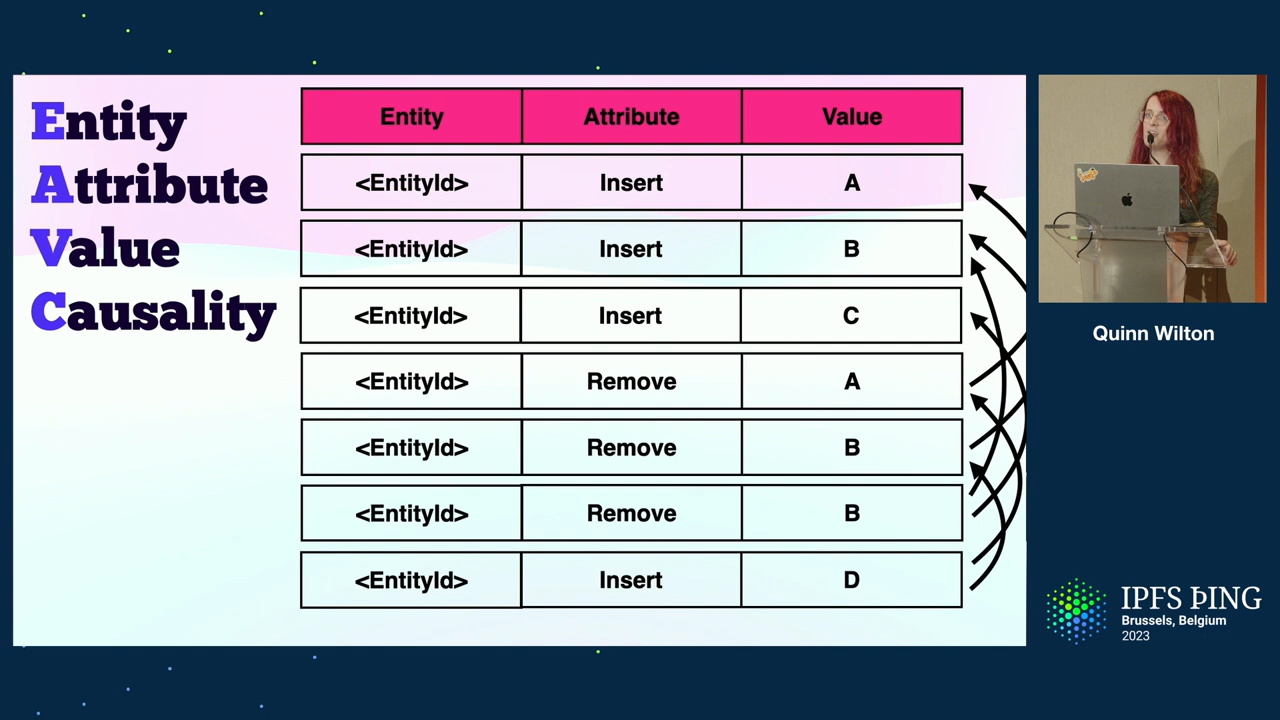 Entity
Attribute
Value
Causality
Entity Attribute Value
<EntityId> Insert A
<EntityId> Insert B
<EntityId> Insert C
<EntityId> Remove A
<EntityId> Remove B
<EntityId> Remove B
<EntityId> Insert D
Quinn Wilton
IPFS ÞING
Brussels, Belgium
2023